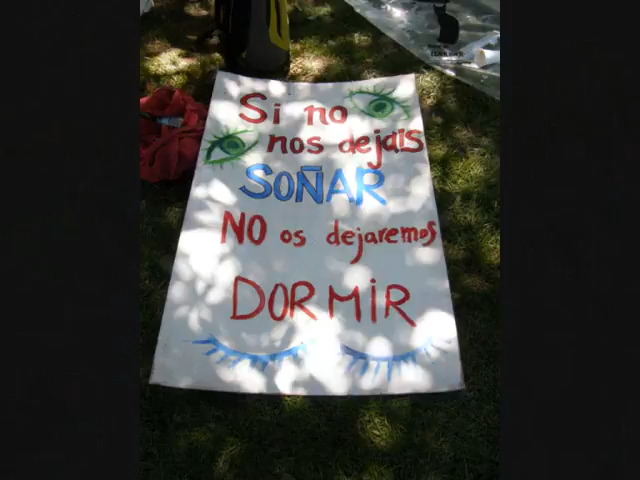 Si no
nos dejais
SOÑAR
NO os dejaremos
DORMIR